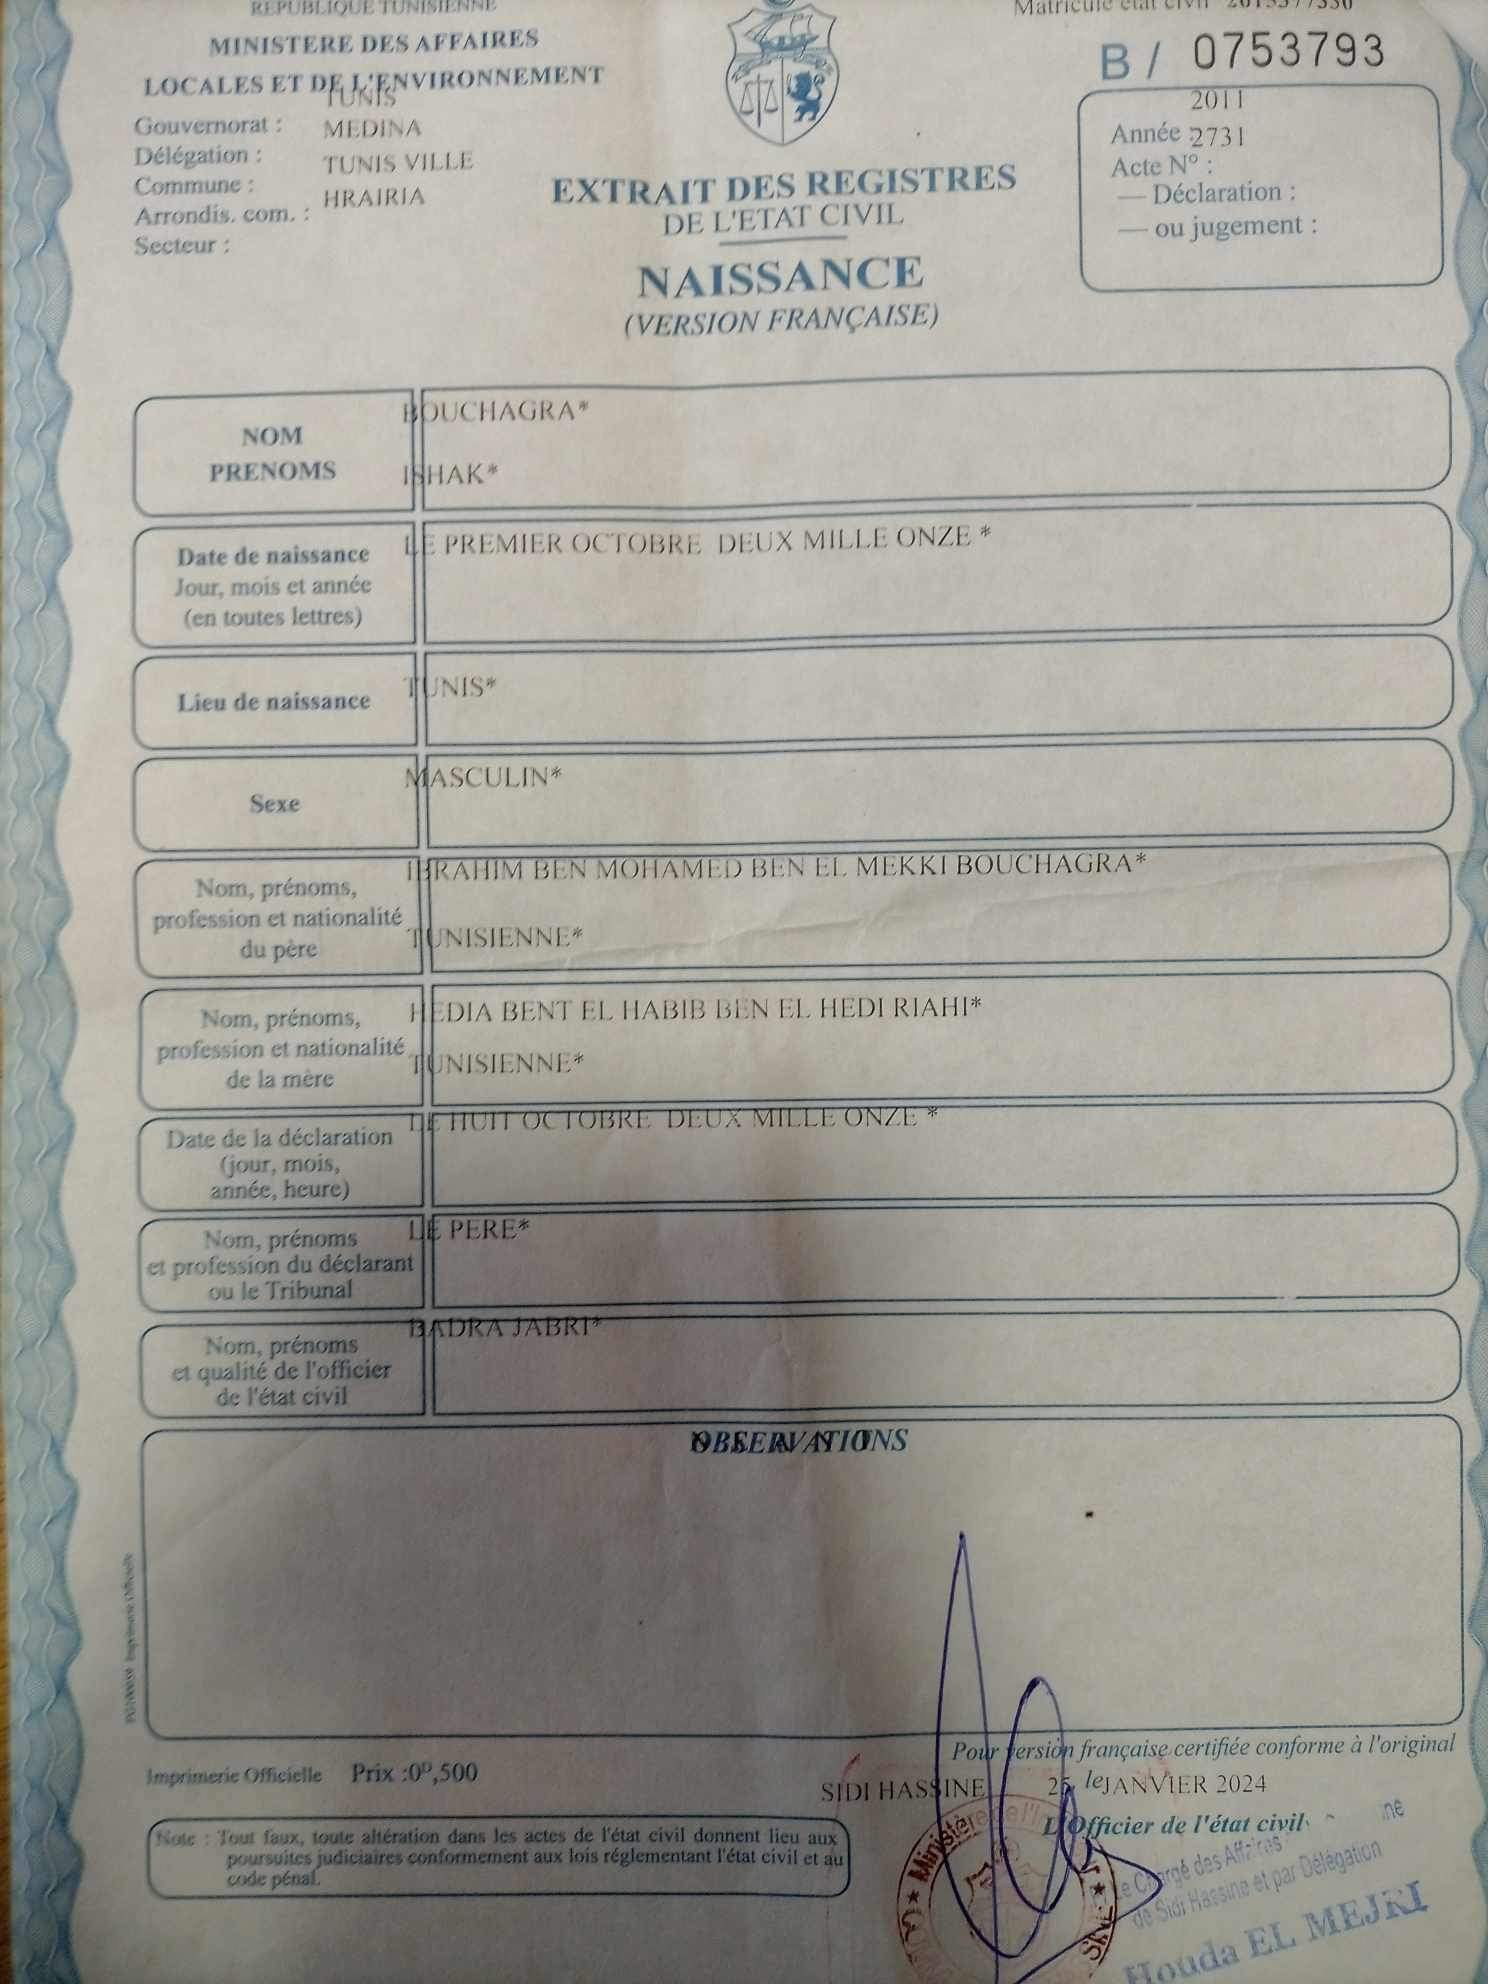 REPUBLIQUE TUNISIENNE
MINISTERE DES AFFAIRES
LOCALES ET DE L'ENVIRONNEMENT
TUNIS
Gouvernorat :
MEDINA
Délégation :
TUNIS VILLE
Commune :
HRAIRIA
Arrondis. com. :
Secteur :
Matricule état civil
B / 0753793
2011
Année :
2731
Acte N° :
— Déclaration :
— ou jugement :
EXTRAIT DES REGISTRES
DE L'ETAT CIVIL
NAISSANCE
(VERSION FRANÇAISE)
NOM
PRENOMS
BOUCHAGRA*
ISHAK*
Date de naissance
Jour, mois et année
(en toutes lettres)
LE PREMIER OCTOBRE DEUX MILLE ONZE *
Lieu de naissance
TUNIS*
Sexe
MASCULIN*
Nom, prénoms,
profession et nationalité
du père
IBRAHIM BEN MOHAMED BEN EL MEKKI BOUCHAGRA*
TUNISIENNE*
Nom, prénoms,
profession et nationalité
de la mère
HEDIA BENT EL HABIB BEN EL HEDI RIAHI*
TUNISIENNE*
Date de la déclaration
(jour, mois,
année, heure)
LE HUIT OCTOBRE DEUX MILLE ONZE *
Nom, prénoms
et profession du déclarant
ou le Tribunal
LE PERE*
Nom, prénoms
et qualité de l'officier
de l'état civil
BADRA JABRI*
OBSERVATIONS
Imprimerie Officielle
Prix :0ᴰ,500
Pour version française certifiée conforme à l'original
SIDI HASSINE 25 le JANVIER 2024
L'Officier de l'état civil
Note : Tout faux, toute altération dans les actes de l'état civil donnent lieu aux
poursuites judiciaires conformement aux lois réglementant l'état civil et au
code pénal.
Le Chargé des Affaires
de Sidi Hassine et par Délégation
Houda EL MEJRI
Ministère de l'